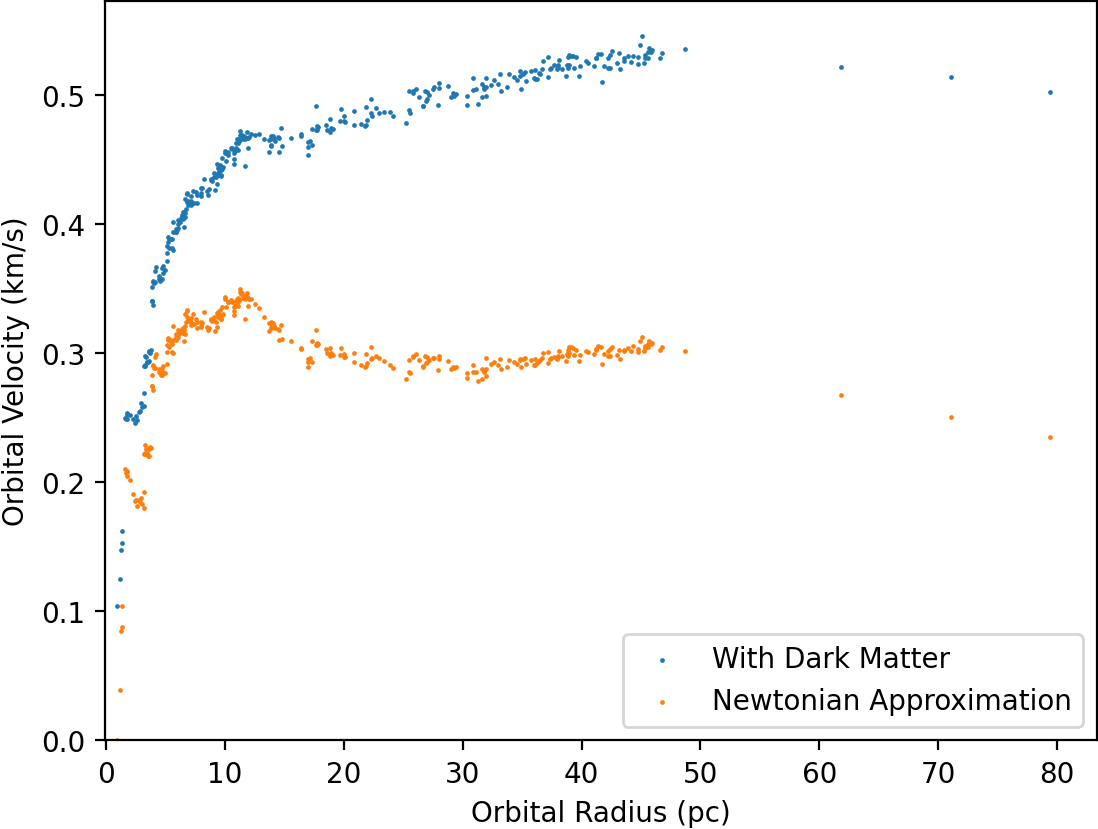 0.5
0.4
0.3
0.2
0.1
0.0
Orbital Velocity (km/s)
With Dark Matter
Newtonian Approximation
0 10 20 30 40 50 60 70 80
Orbital Radius (pc)